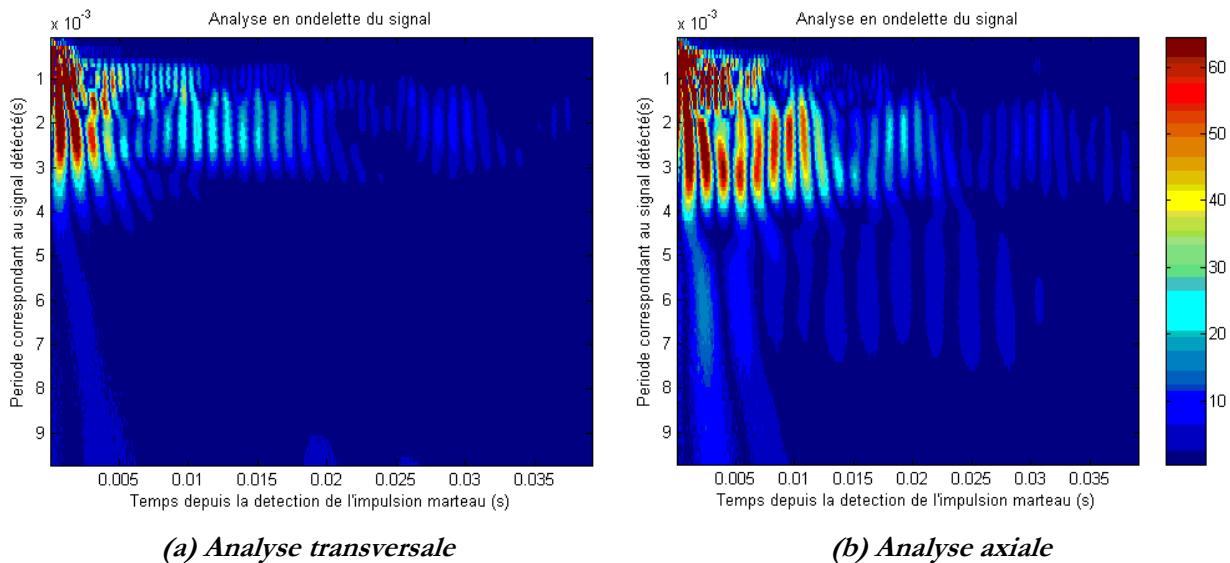 Analyse en ondelette du signal
x 10⁻³
1
2
3
4
5
6
7
8
9
Periode correspondant au signal détécté(s)
0.005 0.01 0.015 0.02 0.025 0.03 0.035
Temps depuis la detection de l'impulsion marteau (s)
(a) Analyse transversale
Analyse en ondelette du signal
x 10⁻³
1
2
3
4
5
6
7
8
9
Periode correspondant au signal détécté(s)
0.005 0.01 0.015 0.02 0.025 0.03 0.035
Temps depuis la detection de l'impulsion marteau (s)
60
50
40
30
20
10
(b) Analyse axiale